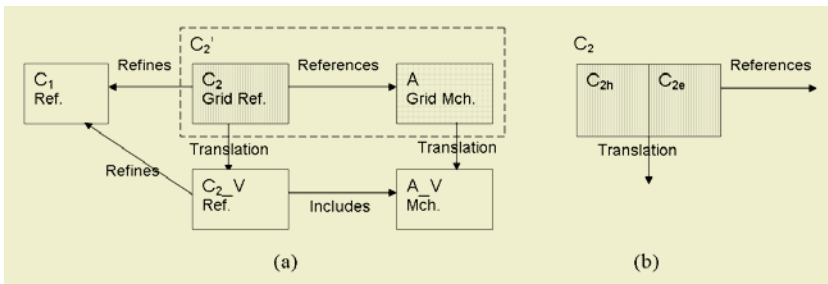 C₂'
Refines
C₁
Ref.
C₂
Grid Ref.
References
A
Grid Mch.
Translation
Translation
Refines
C₂_V
Ref.
Includes
A_V
Mch.
(a)
C₂
C₂ₕ
C₂ₑ
References
Translation
(b)